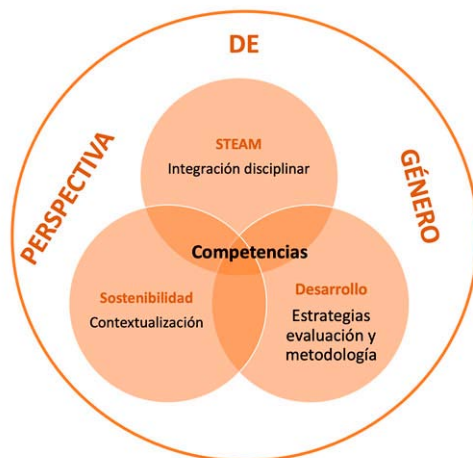 PERSPECTIVA
DE
GÉNERO
STEAM
Integración disciplinar
Competencias
Sostenibilidad
Contextualización
Desarrollo
Estrategias
evaluación y
metodología